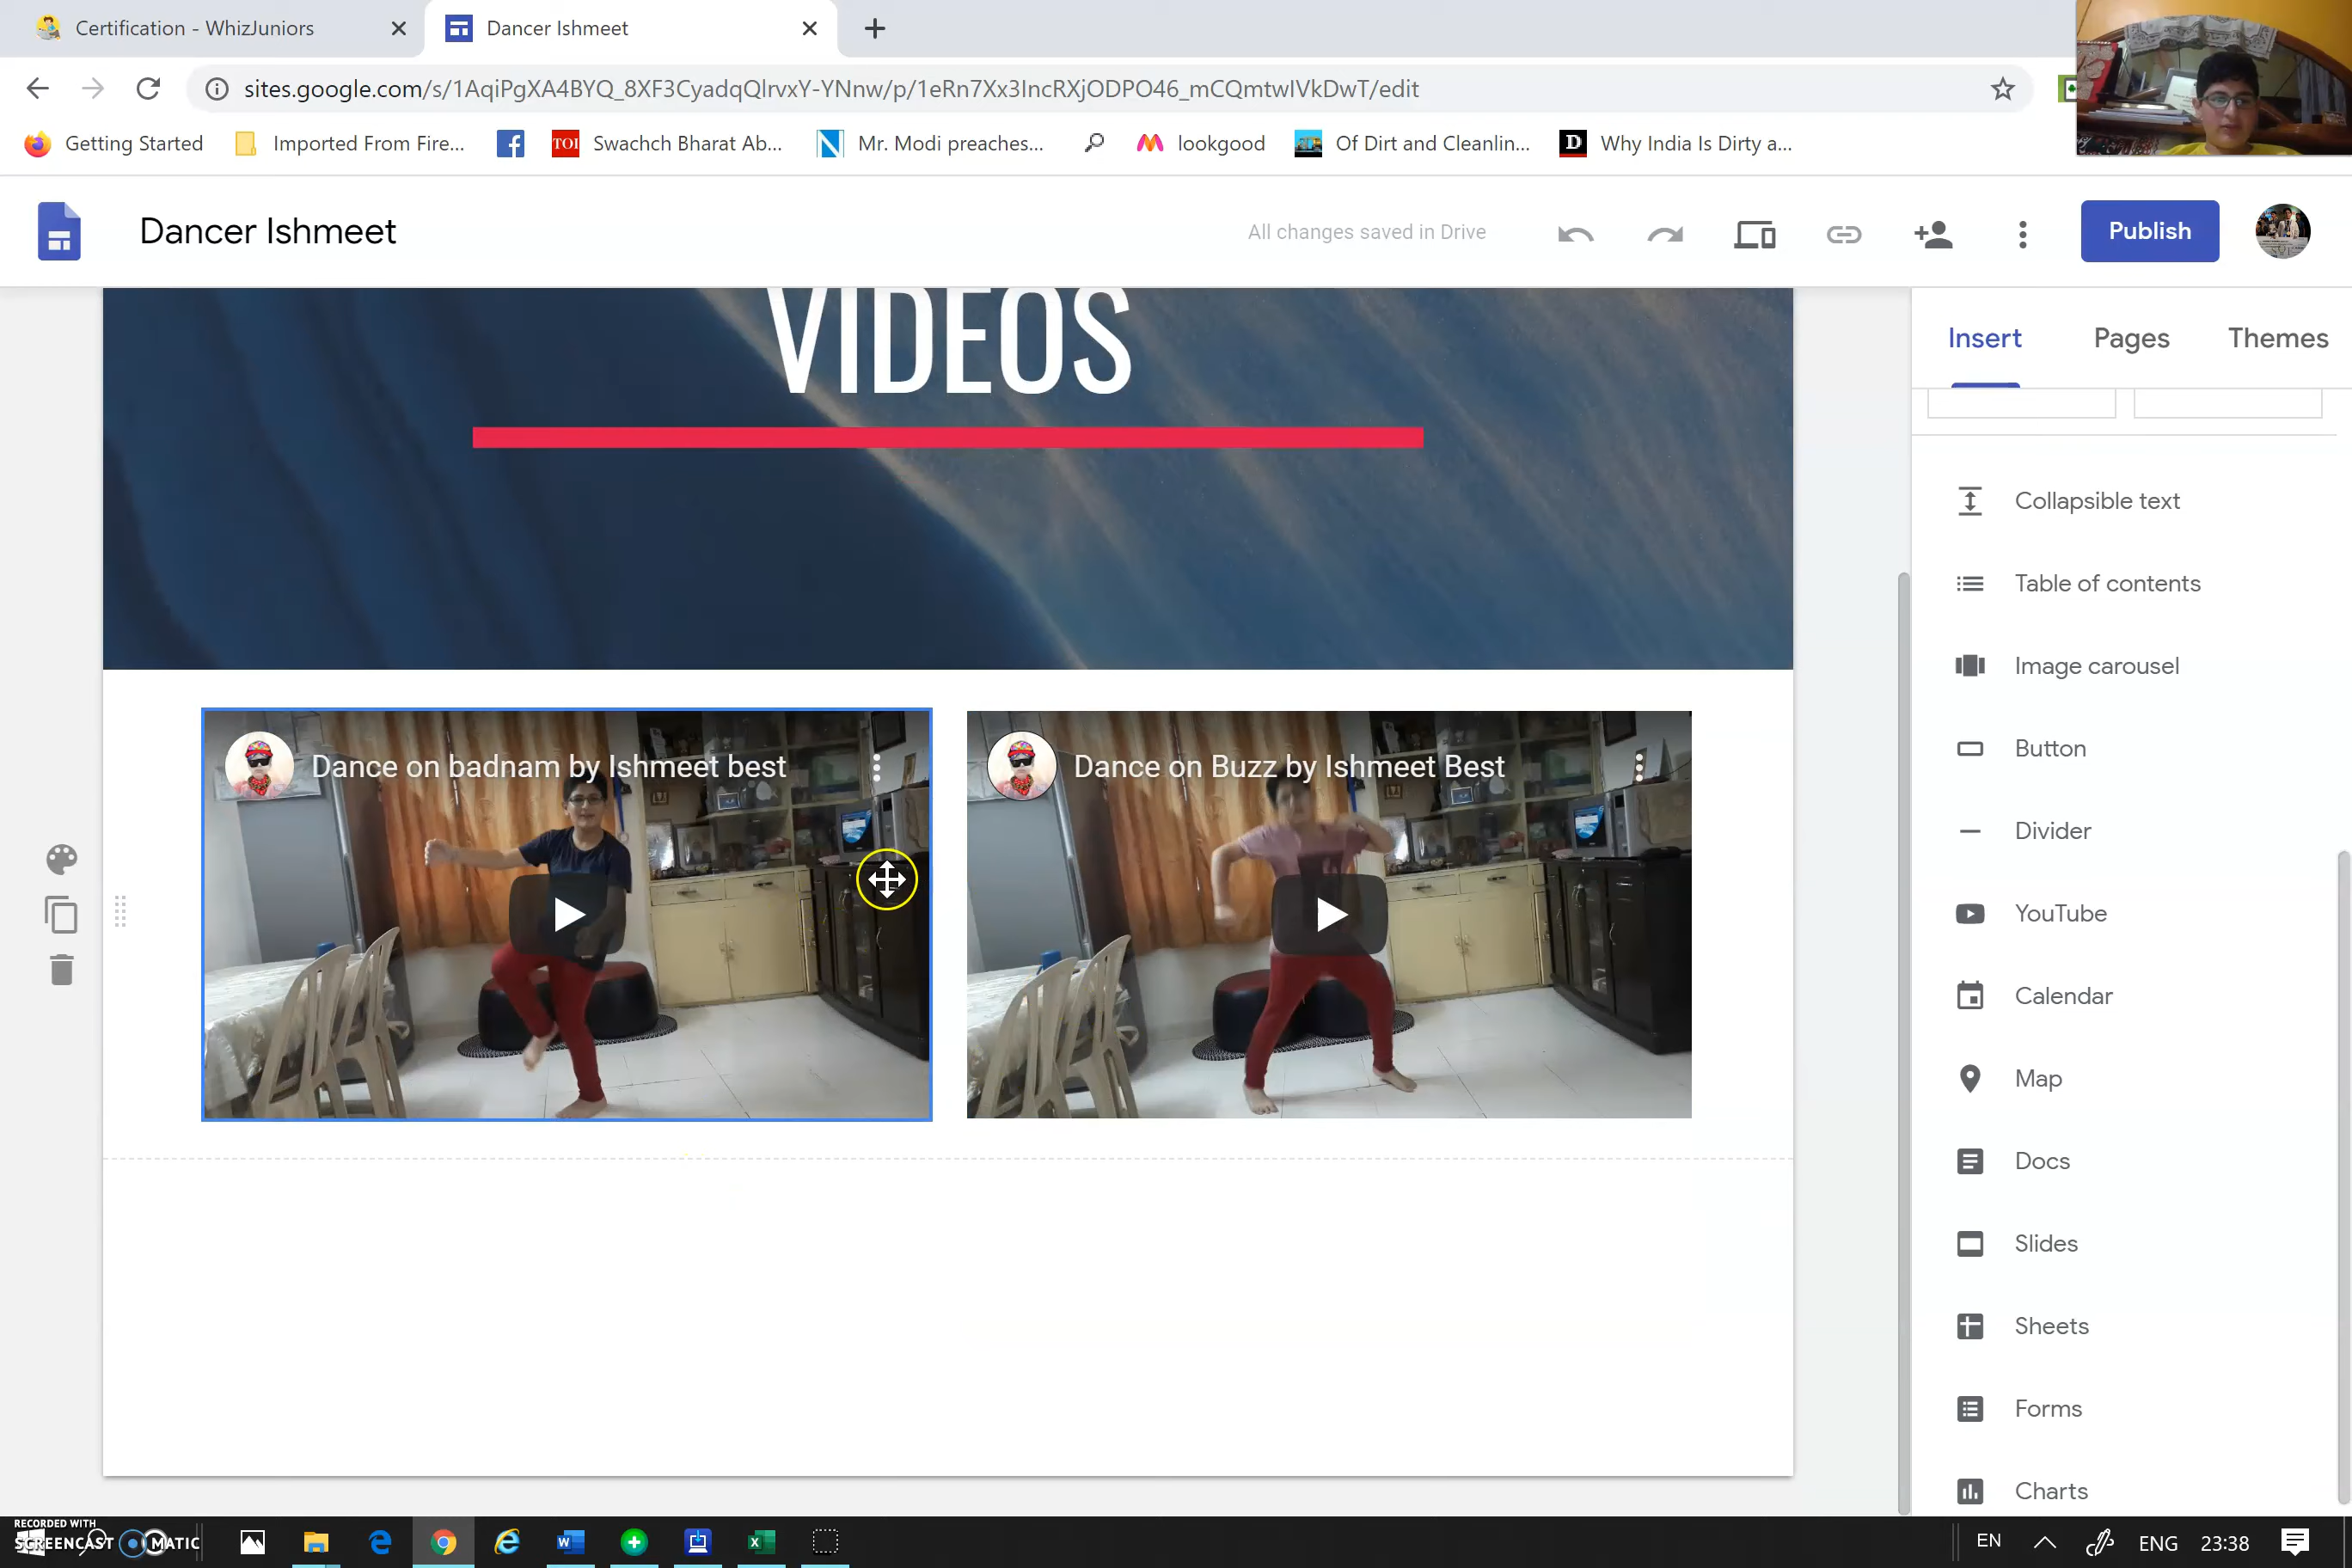 Certification - WhizJuniors
Dancer Ishmeet
sites.google.com/s/1AqiPgXA4BYQ_8XF3CyadqQlrvxY-YNnw/p/1eRn7Xx3IncRXjODPO46_mCQmtwIVkDwT/edit
Getting Started
Imported From Fire...
TOI
Swachch Bharat Ab...
Mr. Modi preaches...
lookgood
Of Dirt and Cleanlin...
D
Why India Is Dirty a...
Dancer Ishmeet
All changes saved in Drive
Publish
VIDEOS
Insert
Pages
Themes
Collapsible text
Table of contents
Image carousel
Button
Divider
YouTube
Calendar
Map
Docs
Slides
Sheets
Forms
Charts
Dance on badnam by Ishmeet best
Dance on Buzz by Ishmeet Best
RECORDED WITH
SCREENCAST MATIC
EN
ENG
23:38